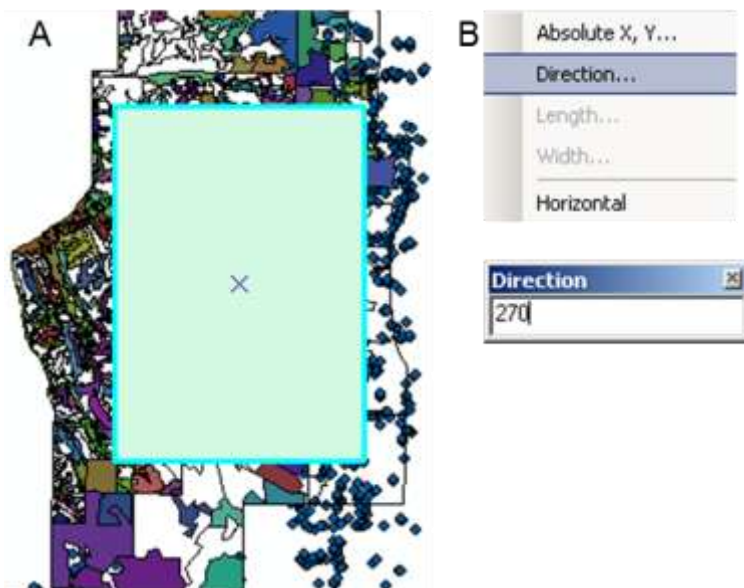 A
B
Absolute X, Y...
Direction...
Length...
Width...
Horizontal
Direction
270